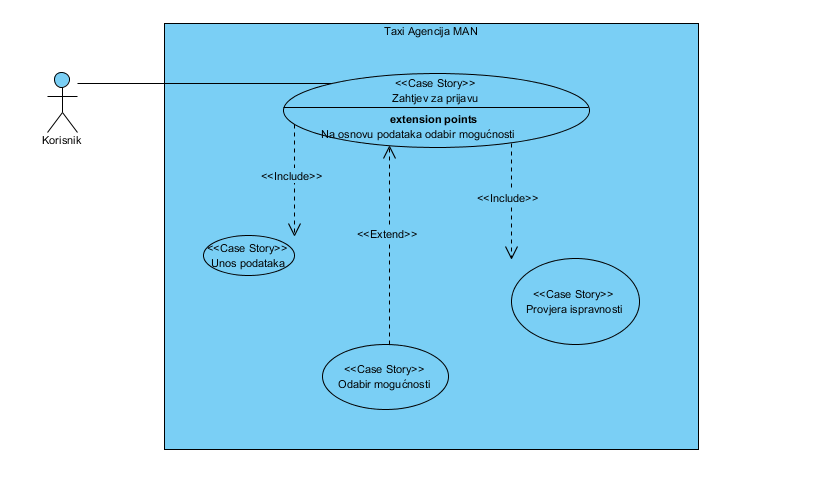 Taxi Agencija MAN
<<Case Story>>
Zahtjev za prijavu
extension points
Na osnovu podataka odabir mogućnosti
Korisnik
<<Include>>
<<Include>>
<<Extend>>
<<Case Story>>
Unos podataka
<<Case Story>>
Provjera ispravnosti
<<Case Story>>
Odabir mogućnosti